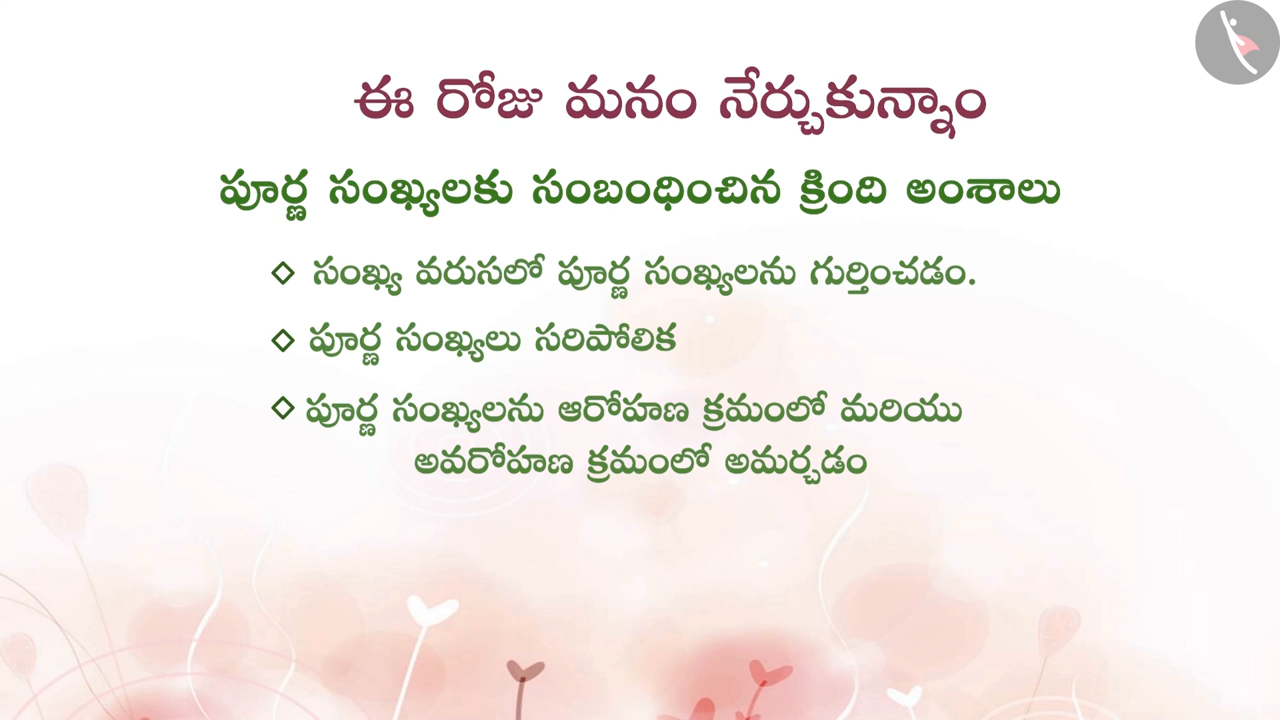 ఈ రోజు మనం నేర్చుకున్నాం
పూర్ణ సంఖ్యలకు సంబంధించిన క్రింది అంశాలు
◇ సంఖ్య వరుసలో పూర్ణ సంఖ్యలను గుర్తించడం.
◇ పూర్ణ సంఖ్యలు సరిపోలిక
◇ పూర్ణ సంఖ్యలను ఆరోహణ క్రమంలో మరియు
అవరోహణ క్రమంలో అమర్చడం